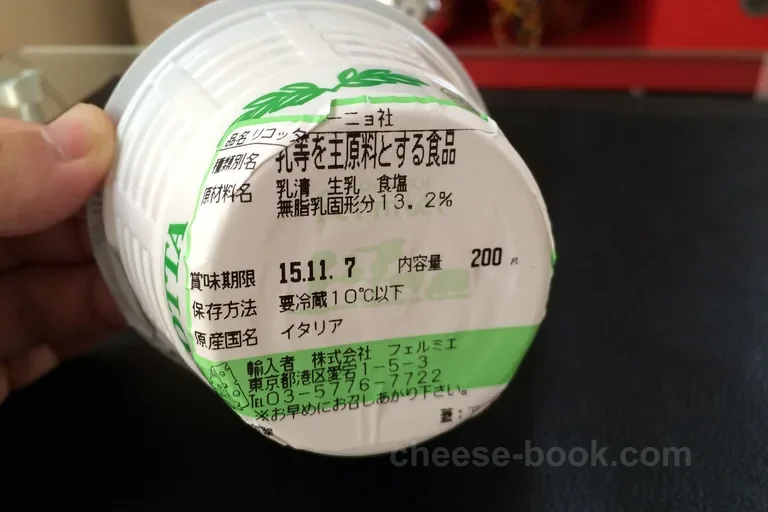 ーニョ社
品名 リコッタ
種類別名 乳等を主原料とする食品
原材料名 乳清 生乳 食塩
無脂乳固形分13.2%
賞味期限 15.11.7 内容量 200g
保存方法 要冷蔵10℃以下
原産国名 イタリア
輸入者 株式会社 フェルミエ
東京都港区愛宕1-5-3
℡03-5776-7722
※お早めにお召しあがり下さい。
蓋:
OTTA
cheese-book.com